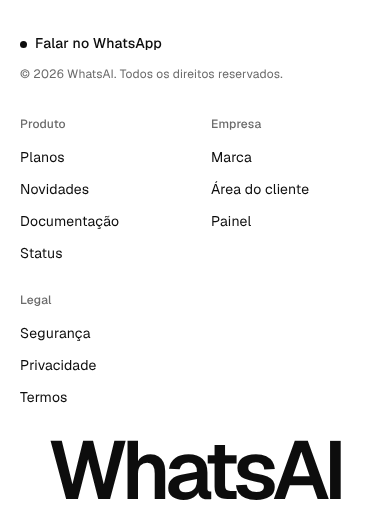 Falar no WhatsApp
© 2026 WhatsAI. Todos os direitos reservados.
Produto
Planos
Novidades
Documentação
Status
Empresa
Marca
Área do cliente
Painel
Legal
Segurança
Privacidade
Termos
WhatsAI